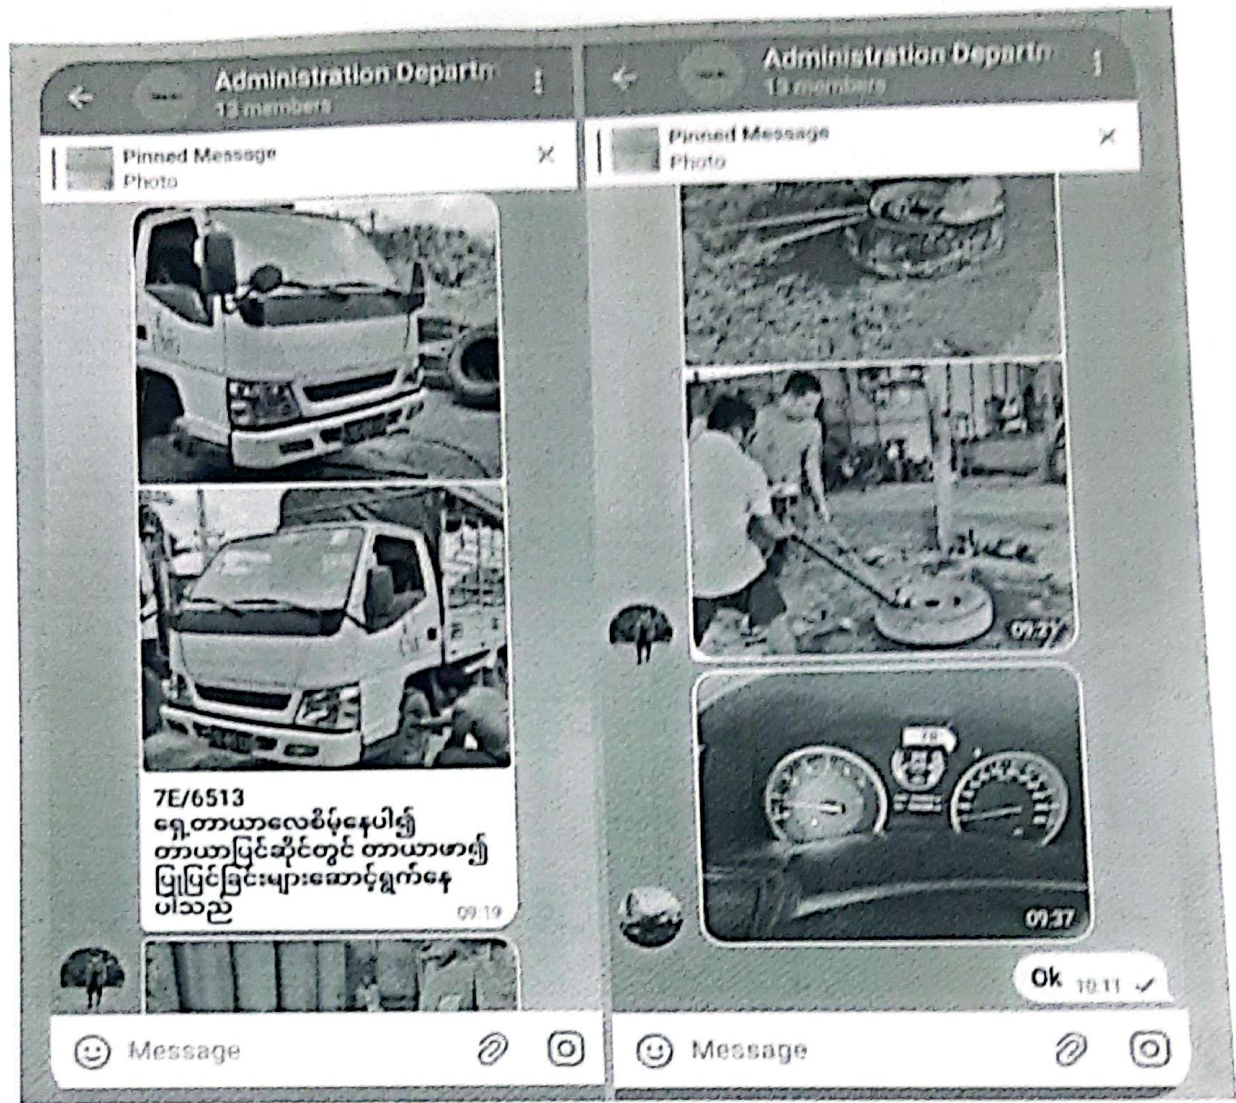 Administration Departn
13 members
Pinned Message
Photo
7E/6513
ရှေ့တာယာလေစိမ့်နေပါ၍
တာယာပြင်ဆိုင်တွင် တာယာဖာ၍
ပြုပြင်ခြင်းများဆောင့်ရွက်နေ
ပါသည်
09:19
Message
Administration Departn
13 members
Pinned Message
Photo
09:27
09:37
Ok 10:11
Message